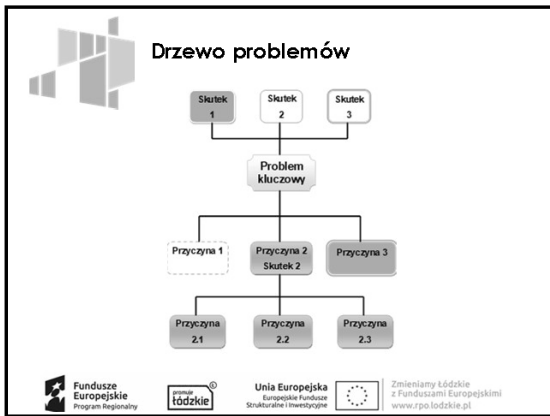 Drzewo problemów
Skutek
1
Skutek
2
Skutek
3
Problem
kluczowy
Przyczyna 1
Przyczyna 2
Skutek 2
Przyczyna 3
Przyczyna
2.1
Przyczyna
2.2
Przyczyna
2.3
Fundusze
Europejskie
Program Regionalny
promuje
łódzkie
Unia Europejska
Europejskie Fundusze
Strukturalne i Inwestycyjne
Zmieniamy Łódzkie
z Funduszami Europejskimi
www.rpo.lodzkie.pl